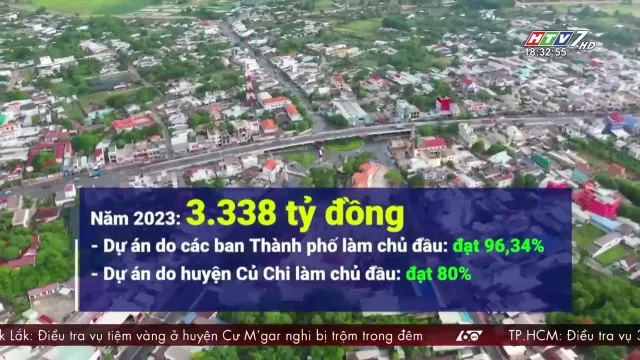 HTV7 HD
18:32:55
Năm 2023: 3.338 tỷ đồng
- Dự án do các ban Thành phố làm chủ đầu: đạt 96,34%
- Dự án do huyện Củ Chi làm chủ đầu: đạt 80%
k Lắk: Điều tra vụ tiệm vàng ở huyện Cư M'gar nghi bị trộm trong đêm TP.HCM: Điều tra vụ